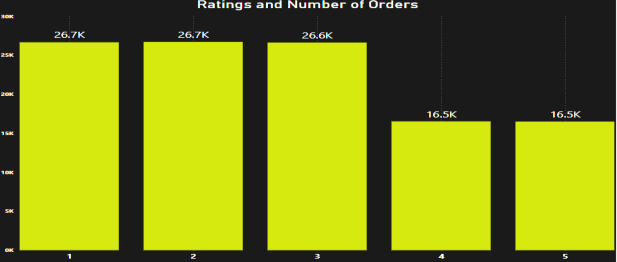 Ratings and Number of Orders
30K
25K
20K
15K
10K
5K
0K
26.7K 26.7K 26.6K 16.5K 16.5K
1 2 3 4 5